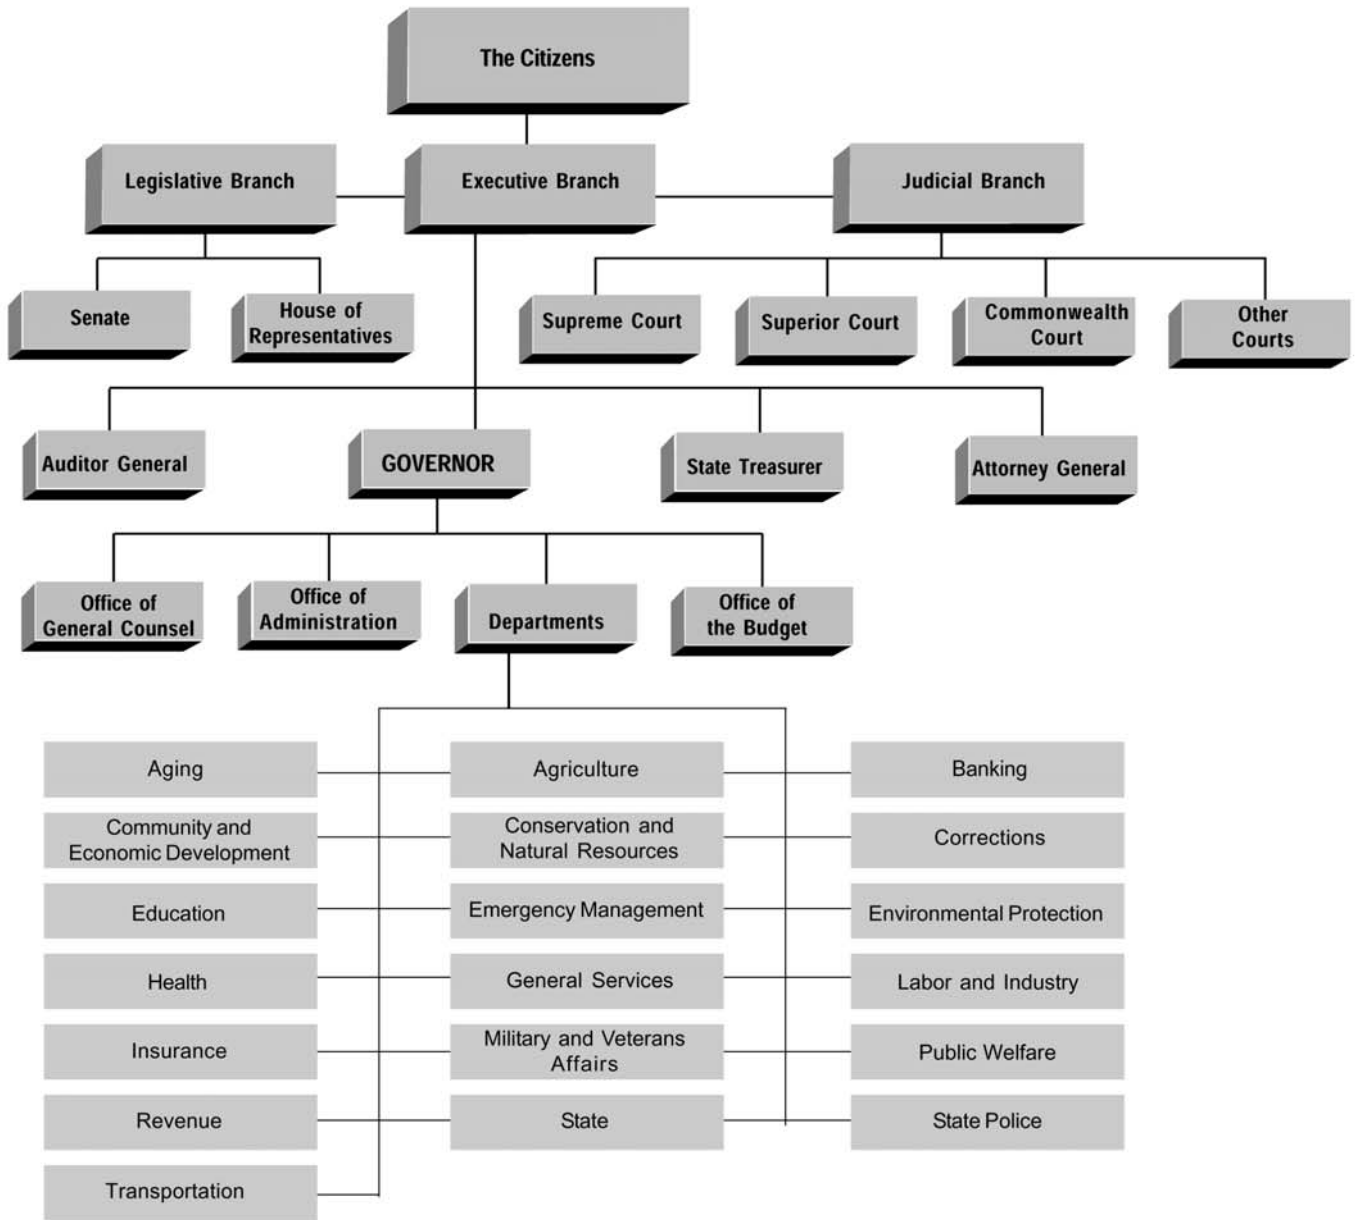 The Citizens
Legislative Branch
Executive Branch
Judicial Branch
Senate
House of
Representatives
Supreme Court
Superior Court
Commonwealth
Court
Other
Courts
Auditor General
GOVERNOR
State Treasurer
Attorney General
Office of
General Counsel
Office of
Administration
Departments
Office of
the Budget
Aging
Agriculture
Banking
Community and
Economic Development
Conservation and
Natural Resources
Corrections
Education
Emergency Management
Environmental Protection
Health
General Services
Labor and Industry
Insurance
Military and Veterans
Affairs
Public Welfare
Revenue
State
State Police
Transportation